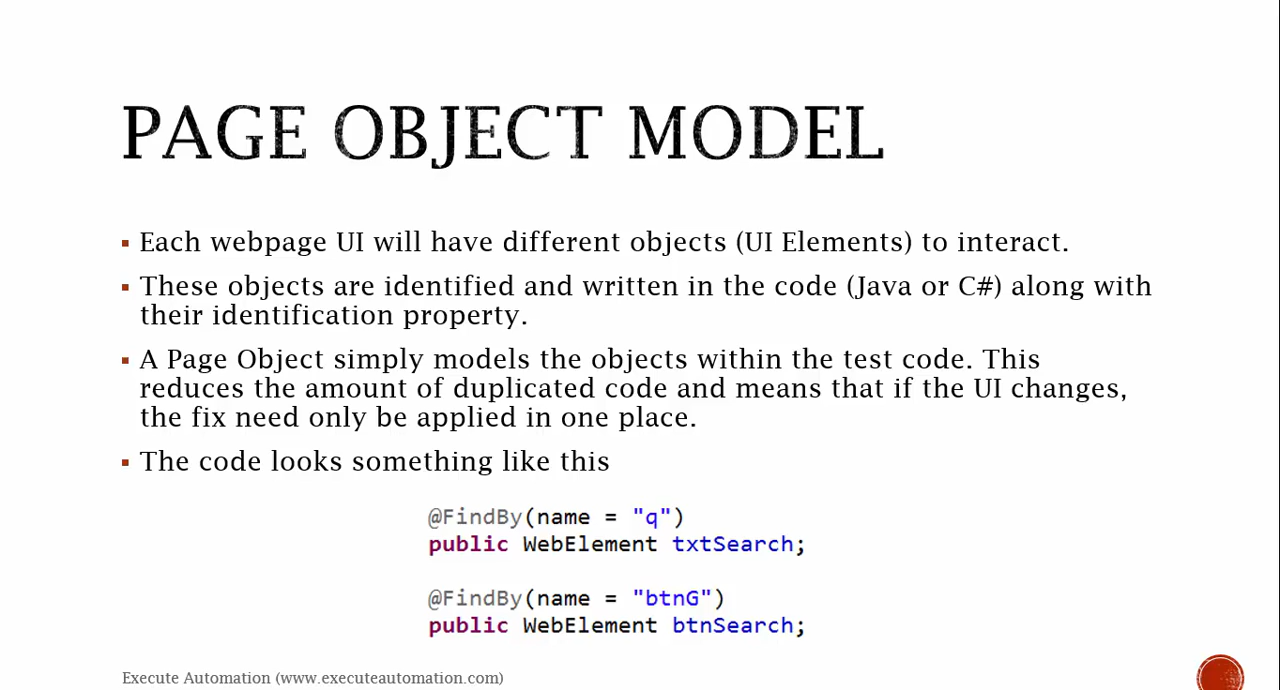 PAGE OBJECT MODEL
▪ Each webpage UI will have different objects (UI Elements) to interact.
▪ These objects are identified and written in the code (Java or C#) along with
their identification property.
▪ A Page Object simply models the objects within the test code. This
reduces the amount of duplicated code and means that if the UI changes,
the fix need only be applied in one place.
▪ The code looks something like this
@FindBy(name = "q")
public WebElement txtSearch;
@FindBy(name = "btnG")
public WebElement btnSearch;
Execute Automation (www.executeautomation.com)